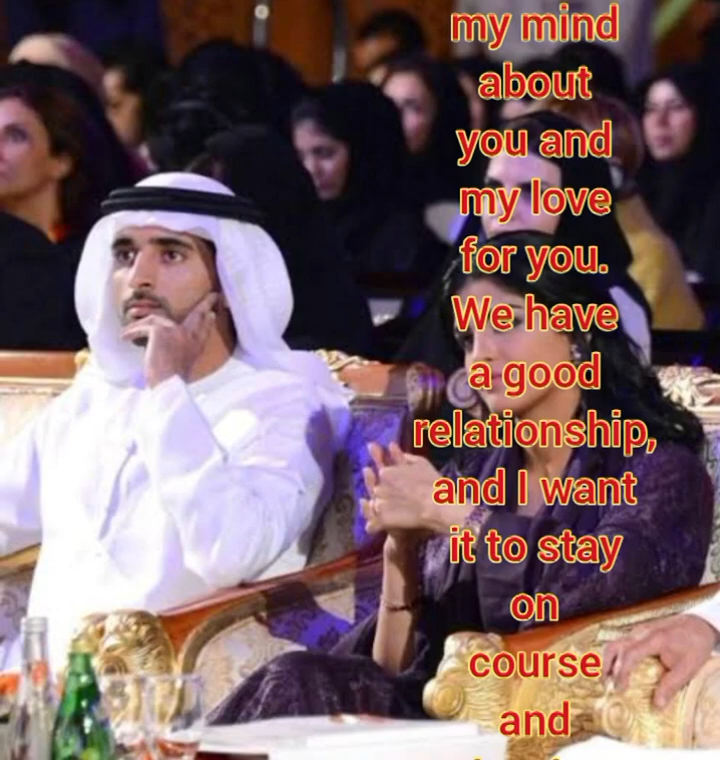 my mind
about
you and
my love
for you.
We have
a good
relationship,
and I want
it to stay
on
course
and